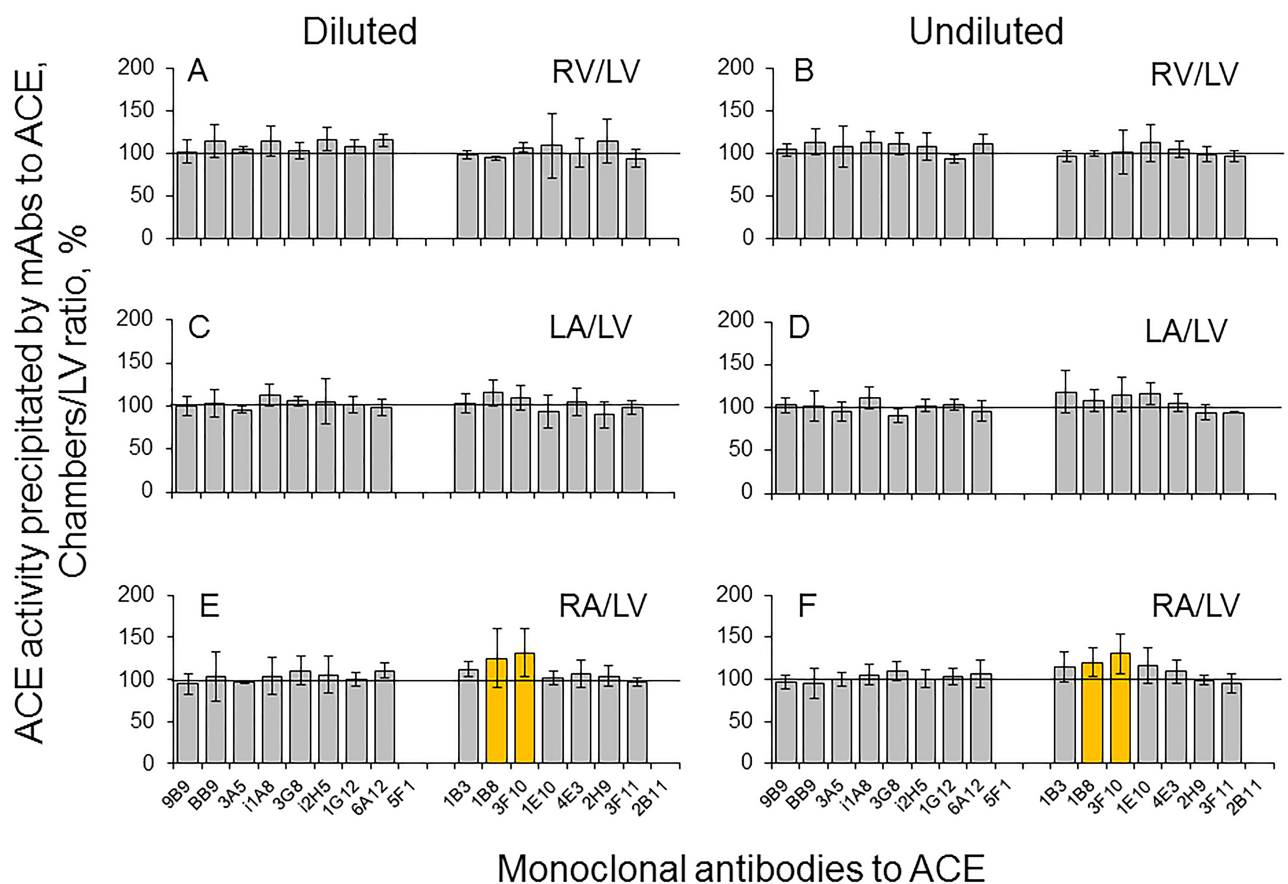 Diluted
Undiluted
ACE activity precipitated by mAbs to ACE,
Chambers/LV ratio, %
A
RV/LV
200
150
100
50
0
B
RV/LV
200
150
100
50
0
C
LA/LV
200
150
100
50
0
D
LA/LV
200
150
100
50
0
E
RA/LV
200
150
100
50
0
F
RA/LV
200
150
100
50
0
9B9 BB9 3A5 i1A8 3G8 i2H5 1G12 6A12 5F1 1B3 1B8 3F10 1E10 4E3 2H9 3F11 2B11
9B9 BB9 3A5 i1A8 3G8 i2H5 1G12 6A12 5F1 1B3 1B8 3F10 1E10 4E3 2H9 3F11 2B11
Monoclonal antibodies to ACE